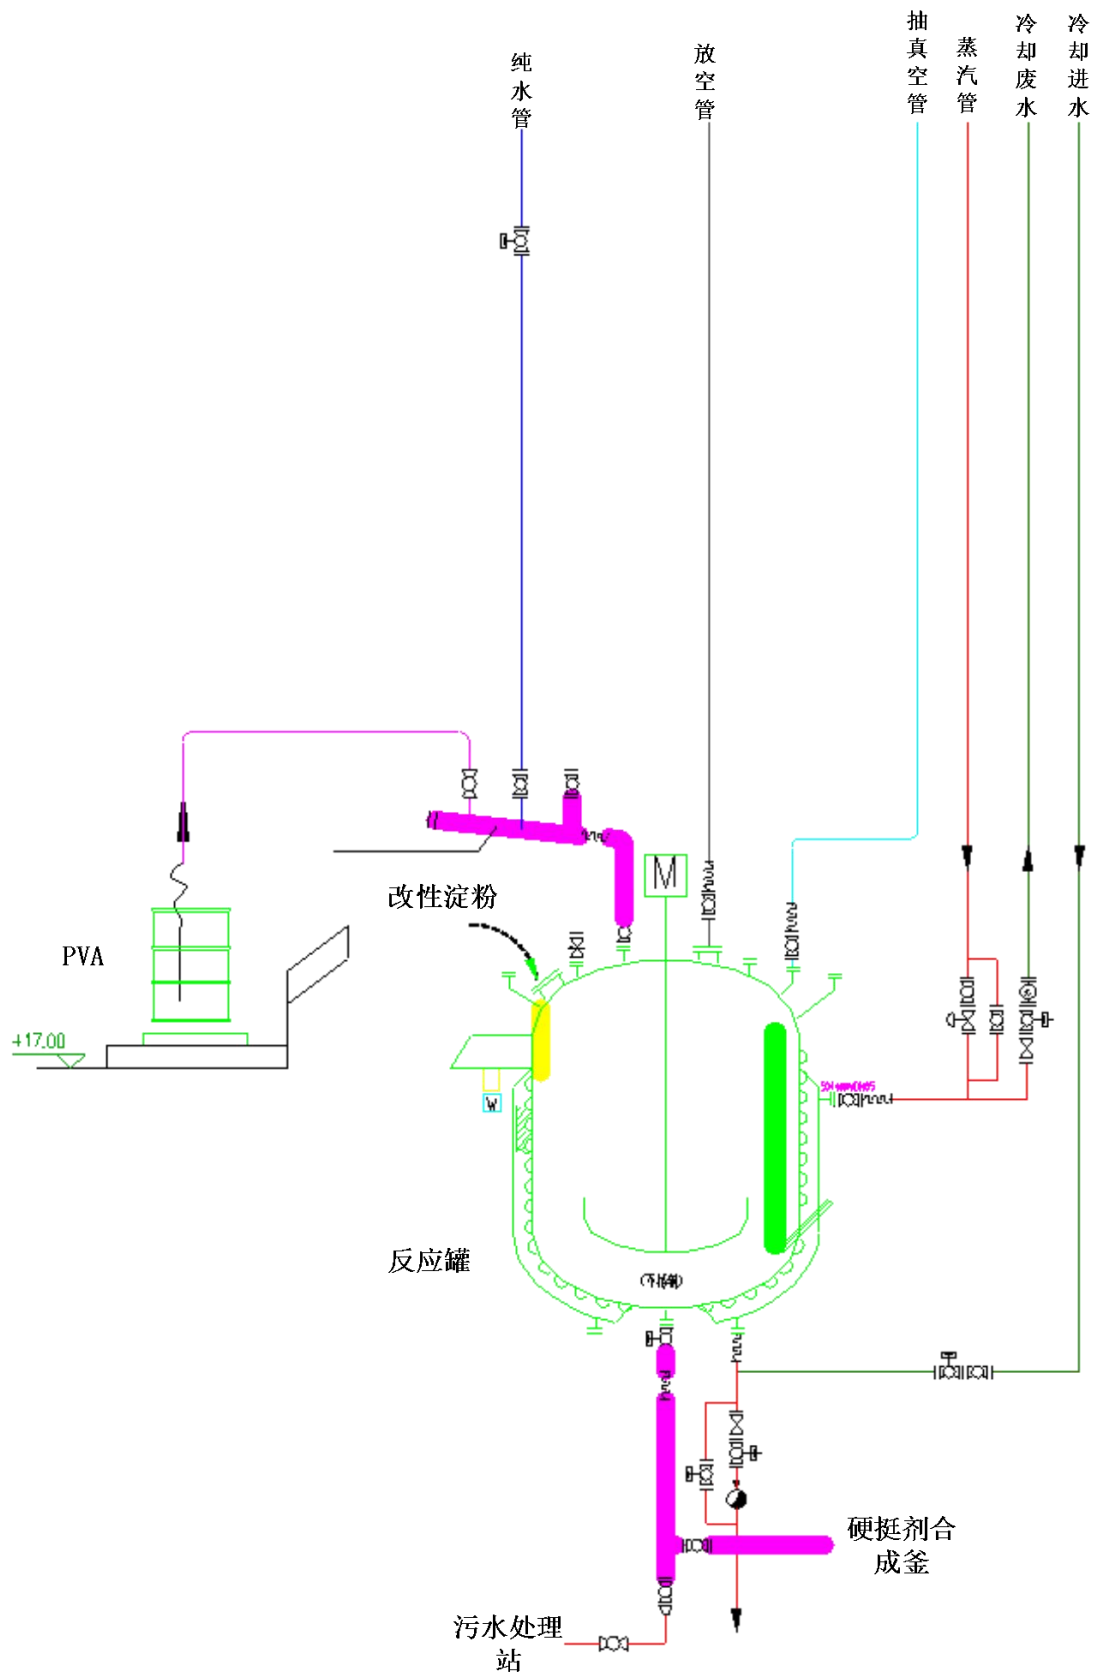 纯水管
放空管
抽真空管
蒸汽管
冷却废水
冷却进水
M
改性淀粉
PVA
+17.00
W
反应罐
硬挺剂合
成釜
污水处理
站